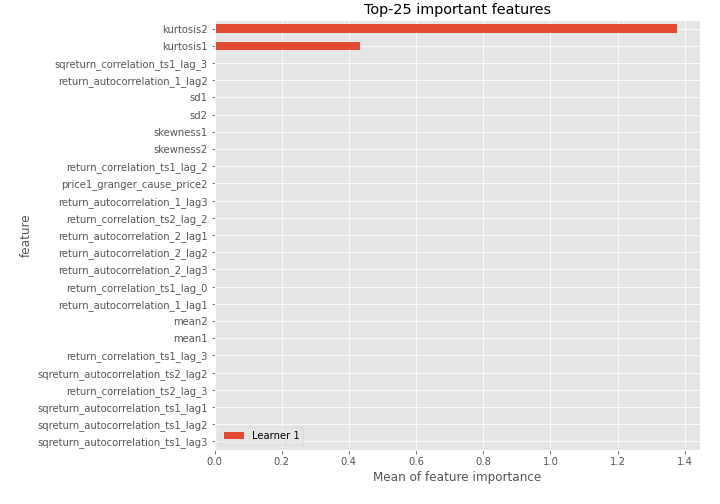 Top-25 important features
kurtosis2
kurtosis1
sqreturn_correlation_ts1_lag_3
return_autocorrelation_1_lag2
sd1
sd2
skewness1
skewness2
return_correlation_ts1_lag_2
price1_granger_cause_price2
return_autocorrelation_1_lag3
return_correlation_ts2_lag_2
return_autocorrelation_2_lag1
return_autocorrelation_2_lag2
return_autocorrelation_2_lag3
return_correlation_ts1_lag_0
return_autocorrelation_1_lag1
mean2
mean1
return_correlation_ts1_lag_3
sqreturn_autocorrelation_ts2_lag2
return_correlation_ts2_lag_3
sqreturn_autocorrelation_ts1_lag1
sqreturn_autocorrelation_ts1_lag2
sqreturn_autocorrelation_ts1_lag3
feature
Learner 1
0.0 0.2 0.4 0.6 0.8 1.0 1.2 1.4
Mean of feature importance